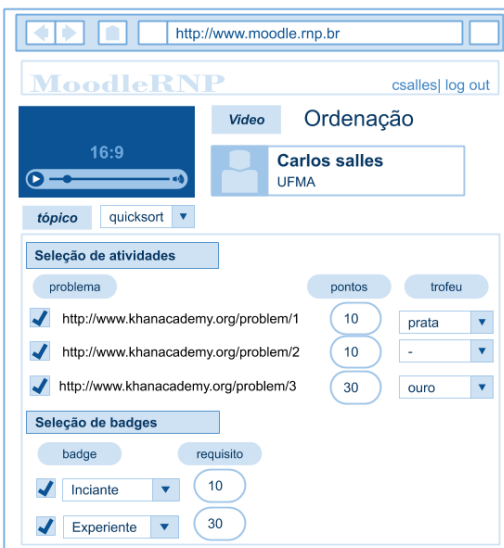 http://www.moodle.rnp.br
MoodleRNP
csalles| log out
Video Ordenação
16:9
Carlos salles
UFMA
tópico quicksort
Seleção de atividades
problema pontos trofeu
http://www.khanacademy.org/problem/1 10 prata
http://www.khanacademy.org/problem/2 10 -
http://www.khanacademy.org/problem/3 30 ouro
Seleção de badges
badge requisito
Inciante 10
Experiente 30